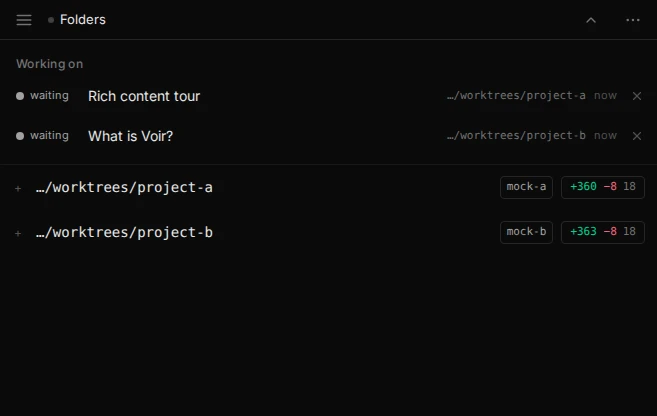 Folders
Working on
waiting Rich content tour …/worktrees/project-a now
waiting What is Voir? …/worktrees/project-b now
+ …/worktrees/project-a mock-a +360 −8 18
+ …/worktrees/project-b mock-b +363 −8 18